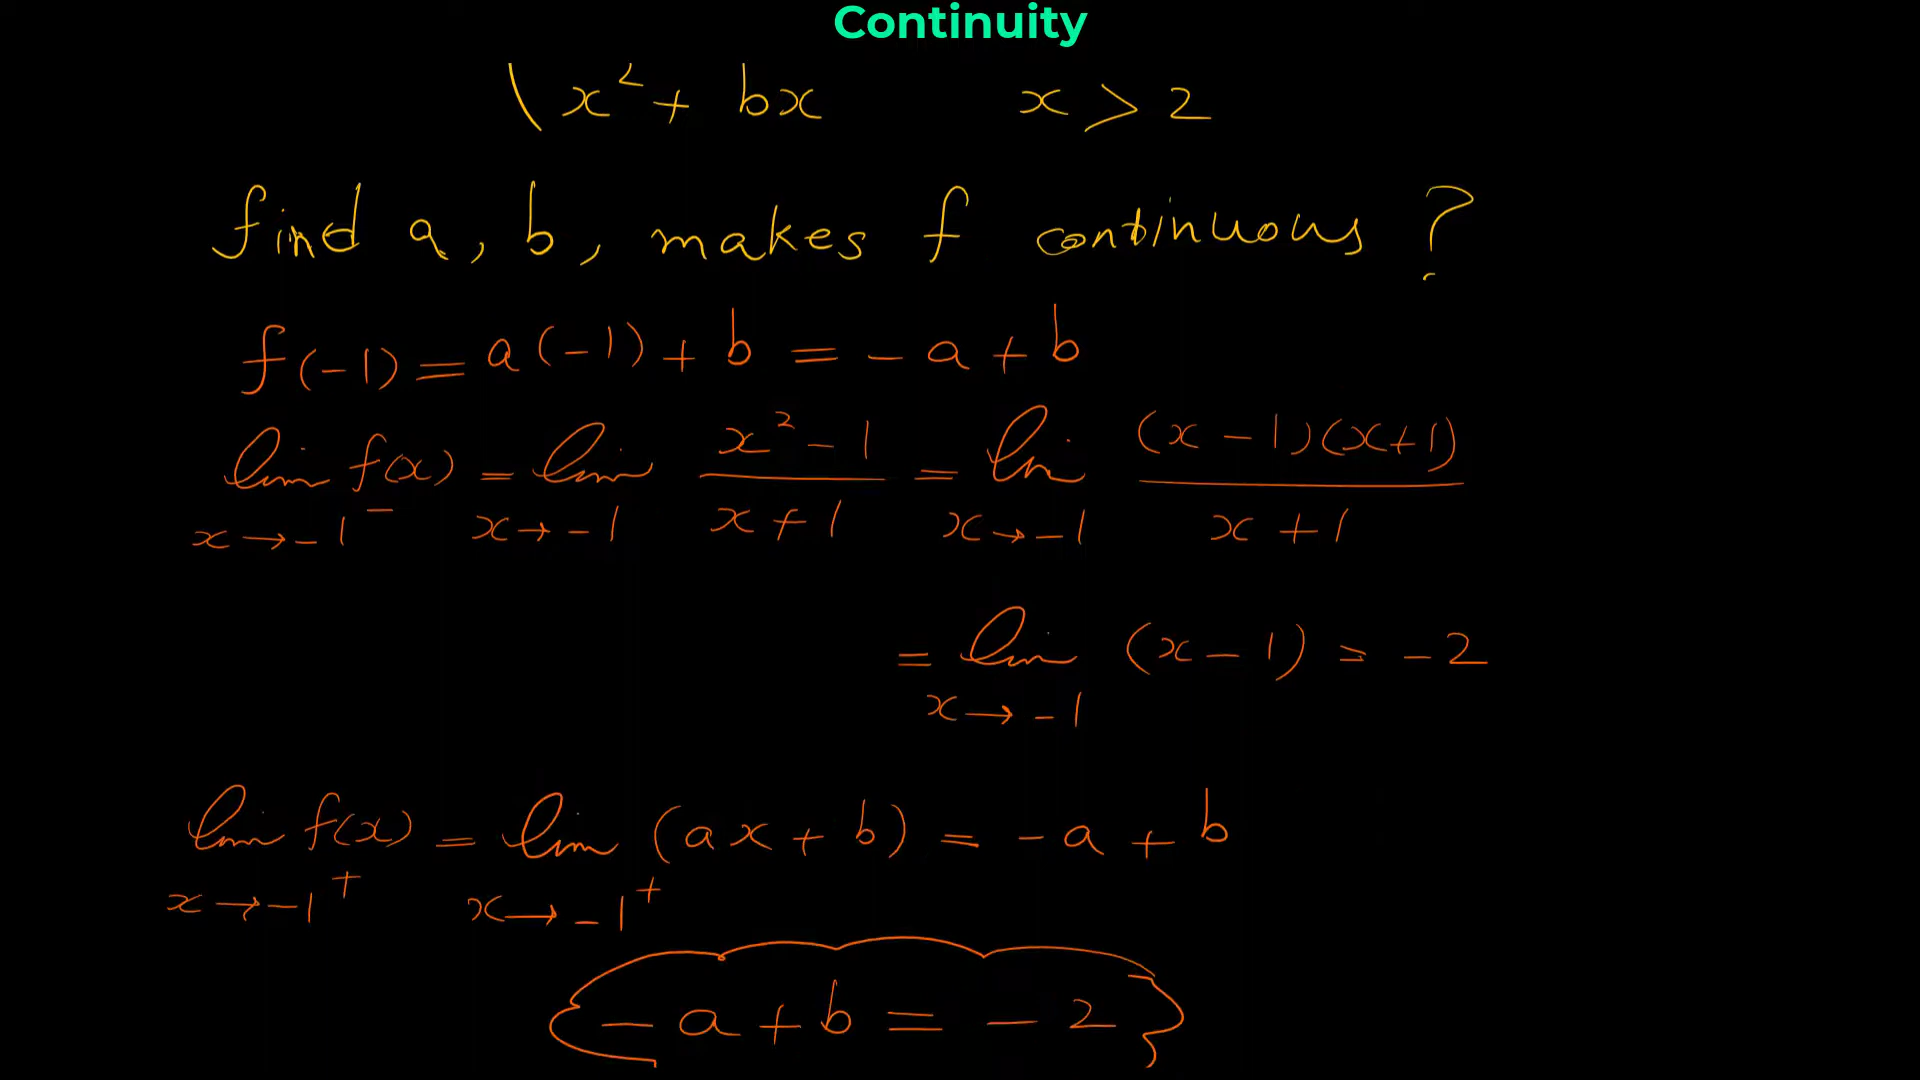 Continuity
\ x² + bx x > 2
find a, b, makes f continuous ?
f(-1) = a(-1) + b = - a + b
lim f(x) = lim x² - 1 / x + 1 = lim (x - 1)(x+1) / x + 1
x → -1⁻ x → -1 x → -1
= lim (x - 1) = -2
x → -1
lim f(x) = lim (ax + b) = - a + b
x → -1⁺ x → -1⁺
- a + b = - 2